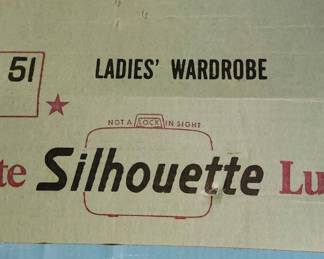 51 LADIES' WARDROBE
NOT A LOCK IN SIGHT
te Silhouette Lu